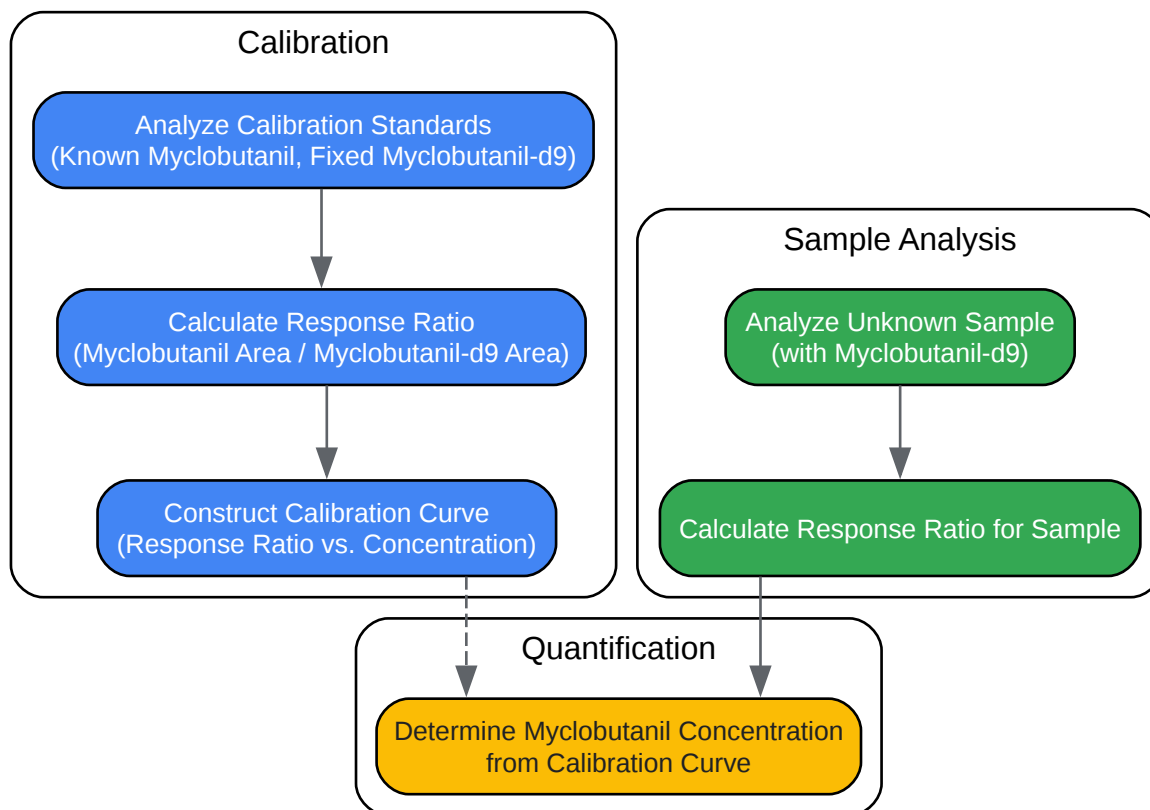 Calibration
Analyze Calibration Standards
(Known Myclobutanil, Fixed Myclobutanil-d9)
Calculate Response Ratio
(Myclobutanil Area / Myclobutanil-d9 Area)
Construct Calibration Curve
(Response Ratio vs. Concentration)
Sample Analysis
Analyze Unknown Sample
(with Myclobutanil-d9)
Calculate Response Ratio for Sample
Quantification
Determine Myclobutanil Concentration
from Calibration Curve